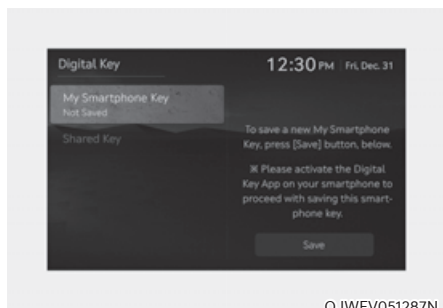 Digital Key
12:30 PM Fri, Dec. 31
My Smartphone Key
Not Saved
Shared Key
To save a new My Smartphone
Key, press [Save] button, below.
※ Please activate the Digital
Key App on your smartphone to
proceed with saving this smart-
phone key.
Save
OJWEV051287N